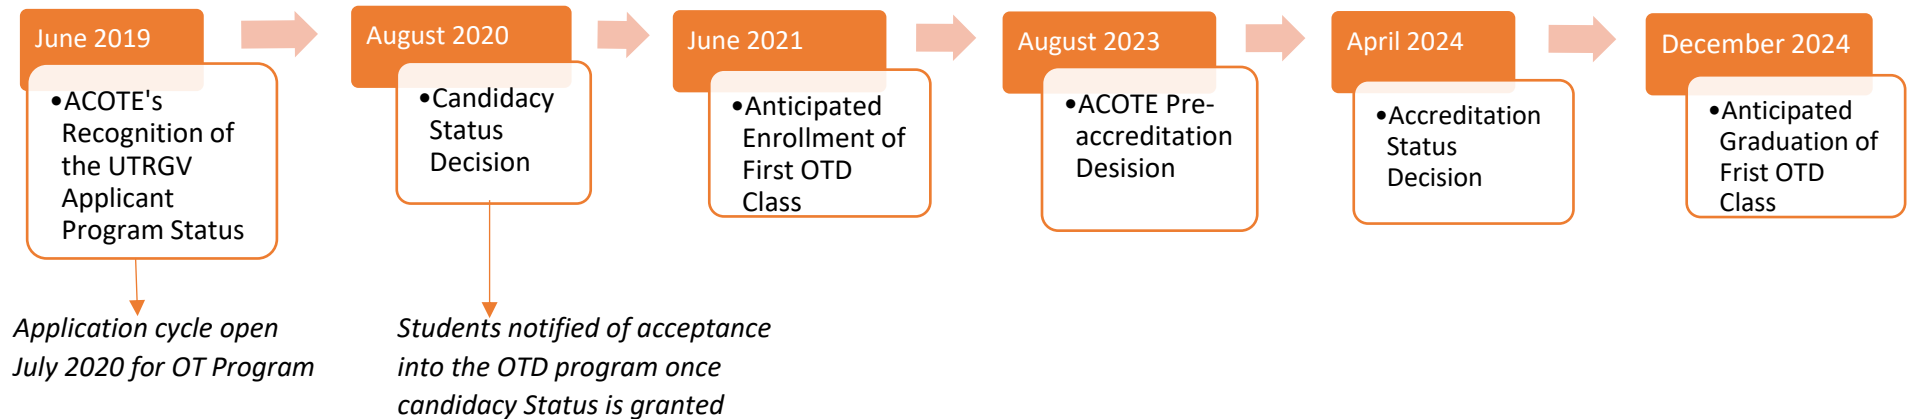 June 2019
•ACOTE's
Recognition of
the UTRGV
Applicant
Program Status
Application cycle open
July 2020 for OT Program
August 2020
•Candidacy
Status
Decision
Students notified of acceptance
into the OTD program once
candidacy Status is granted
June 2021
•Anticipated
Enrollment of
First OTD
Class
August 2023
•ACOTE Pre-
accreditation
Desision
April 2024
•Accreditation
Status
Decision
December 2024
•Anticipated
Graduation of
Frist OTD
Class